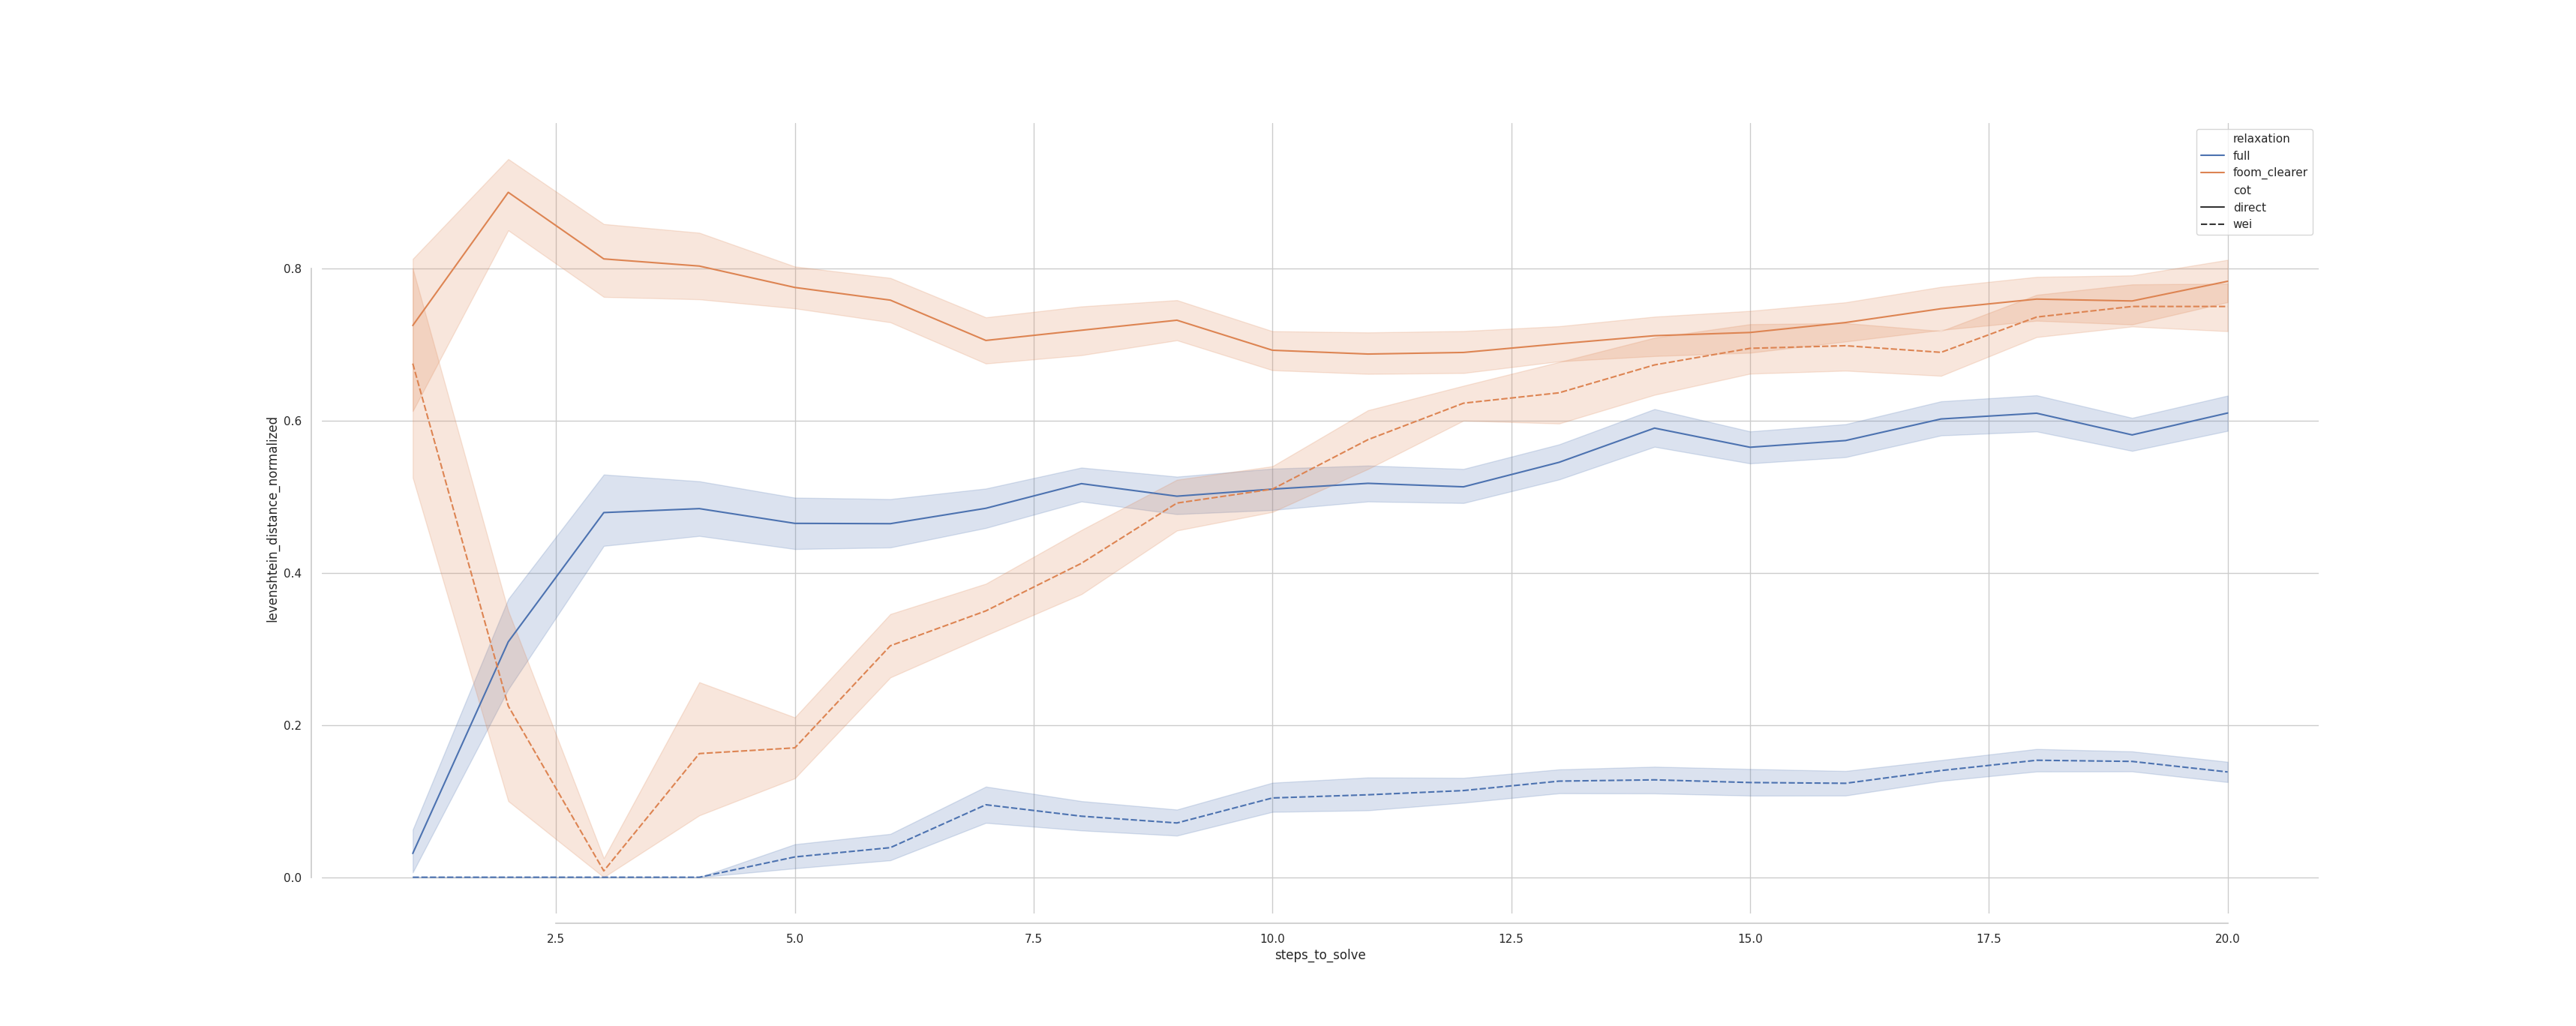 relaxation
full
foom_clearer
cot
direct
wei
levenshtein_distance_normalized
0.8
0.6
0.4
0.2
0.0
2.5 5.0 7.5 10.0 12.5 15.0 17.5 20.0
steps_to_solve